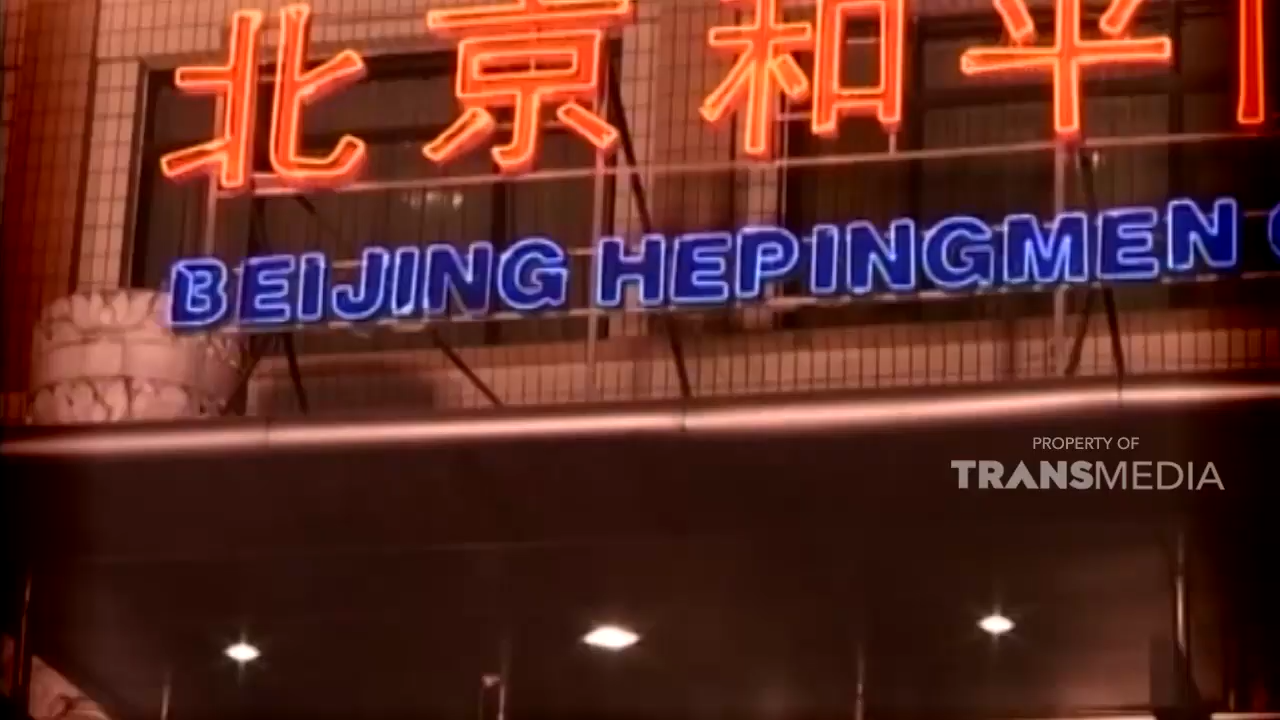 北京和平
BEIJING HEPINGMEN
PROPERTY OF
TRANSMEDIA